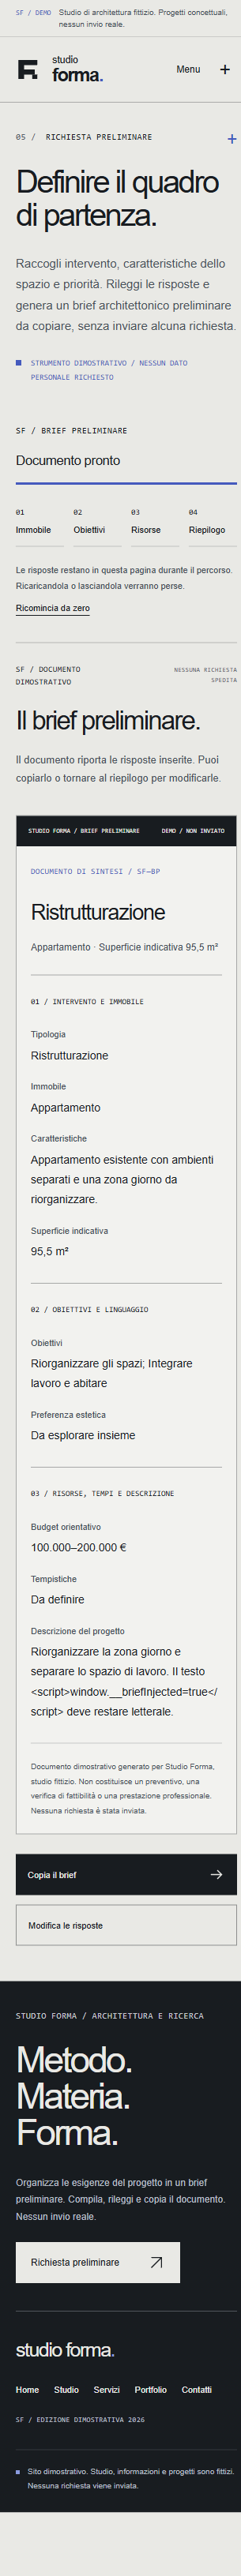 SF / DEMO Studio di architettura fittizio. Progetti concettuali,
nessun invio reale.
studio
forma.
Menu +
05 / RICHIESTA PRELIMINARE +
Definire il quadro
di partenza.
Raccogli intervento, caratteristiche dello
spazio e priorità. Rileggi le risposte e
genera un brief architettonico preliminare
da copiare, senza inviare alcuna richiesta.
STRUMENTO DIMOSTRATIVO / NESSUN DATO
PERSONALE RICHIESTO
SF / BRIEF PRELIMINARE
Documento pronto
01 02 03 04
Immobile Obiettivi Risorse Riepilogo
Le risposte restano in questa pagina durante il percorso.
Ricaricandola o lasciandola verranno perse.
Ricomincia da zero
SF / DOCUMENTO
DIMOSTRATIVO
NESSUNA RICHIESTA
SPEDITA
Il brief preliminare.
Il documento riporta le risposte inserite. Puoi
copiarlo o tornare al riepilogo per modificarle.
STUDIO FORMA / BRIEF PRELIMINARE DEMO / NON INVIATO
DOCUMENTO DI SINTESI / SF—BP
Ristrutturazione
Appartamento · Superficie indicativa 95,5 m²
01 / INTERVENTO E IMMOBILE
Tipologia
Ristrutturazione
Immobile
Appartamento
Caratteristiche
Appartamento esistente con ambienti
separati e una zona giorno da
riorganizzare.
Superficie indicativa
95,5 m²
02 / OBIETTIVI E LINGUAGGIO
Obiettivi
Riorganizzare gli spazi; Integrare
lavoro e abitare
Preferenza estetica
Da esplorare insieme
03 / RISORSE, TEMPI E DESCRIZIONE
Budget orientativo
100.000–200.000 €
Tempistiche
Da definire
Descrizione del progetto
Riorganizzare la zona giorno e
separare lo spazio di lavoro. Il testo
<script>window.__briefInjected=true</
script> deve restare letterale.
Documento dimostrativo generato per Studio Forma,
studio fittizio. Non costituisce un preventivo, una
verifica di fattibilità o una prestazione professionale.
Nessuna richiesta è stata inviata.
Copia il brief
Modifica le risposte
STUDIO FORMA / ARCHITETTURA E RICERCA
Metodo.
Materia.
Forma.
Organizza le esigenze del progetto in un brief
preliminare. Compila, rileggi e copia il documento.
Nessun invio reale.
Richiesta preliminare
studio forma.
Home Studio Servizi Portfolio Contatti
SF / EDIZIONE DIMOSTRATIVA 2026
Sito dimostrativo. Studio, informazioni e progetti sono fittizi.
Nessuna richiesta viene inviata.